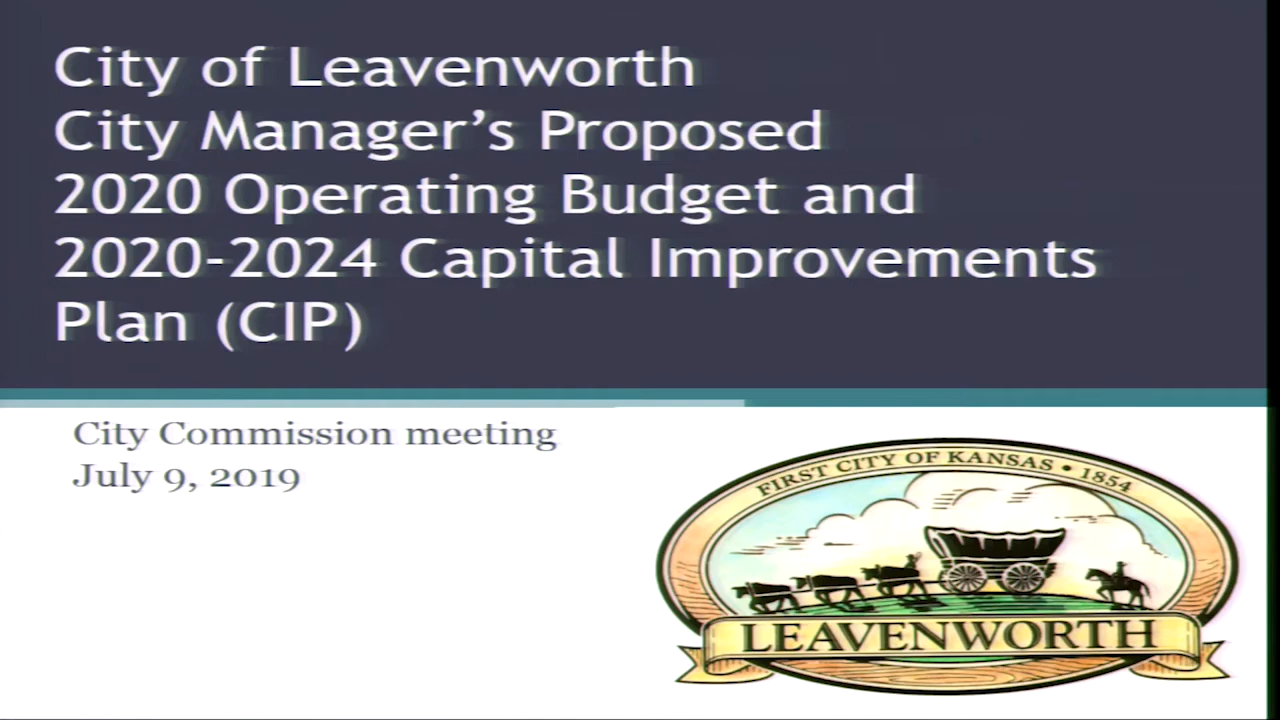 City of Leavenworth
City Manager's Proposed
2020 Operating Budget and
2020-2024 Capital Improvements
Plan (CIP)
City Commission meeting
July 9, 2019
FIRST CITY OF KANSAS • 1854
LEAVENWORTH